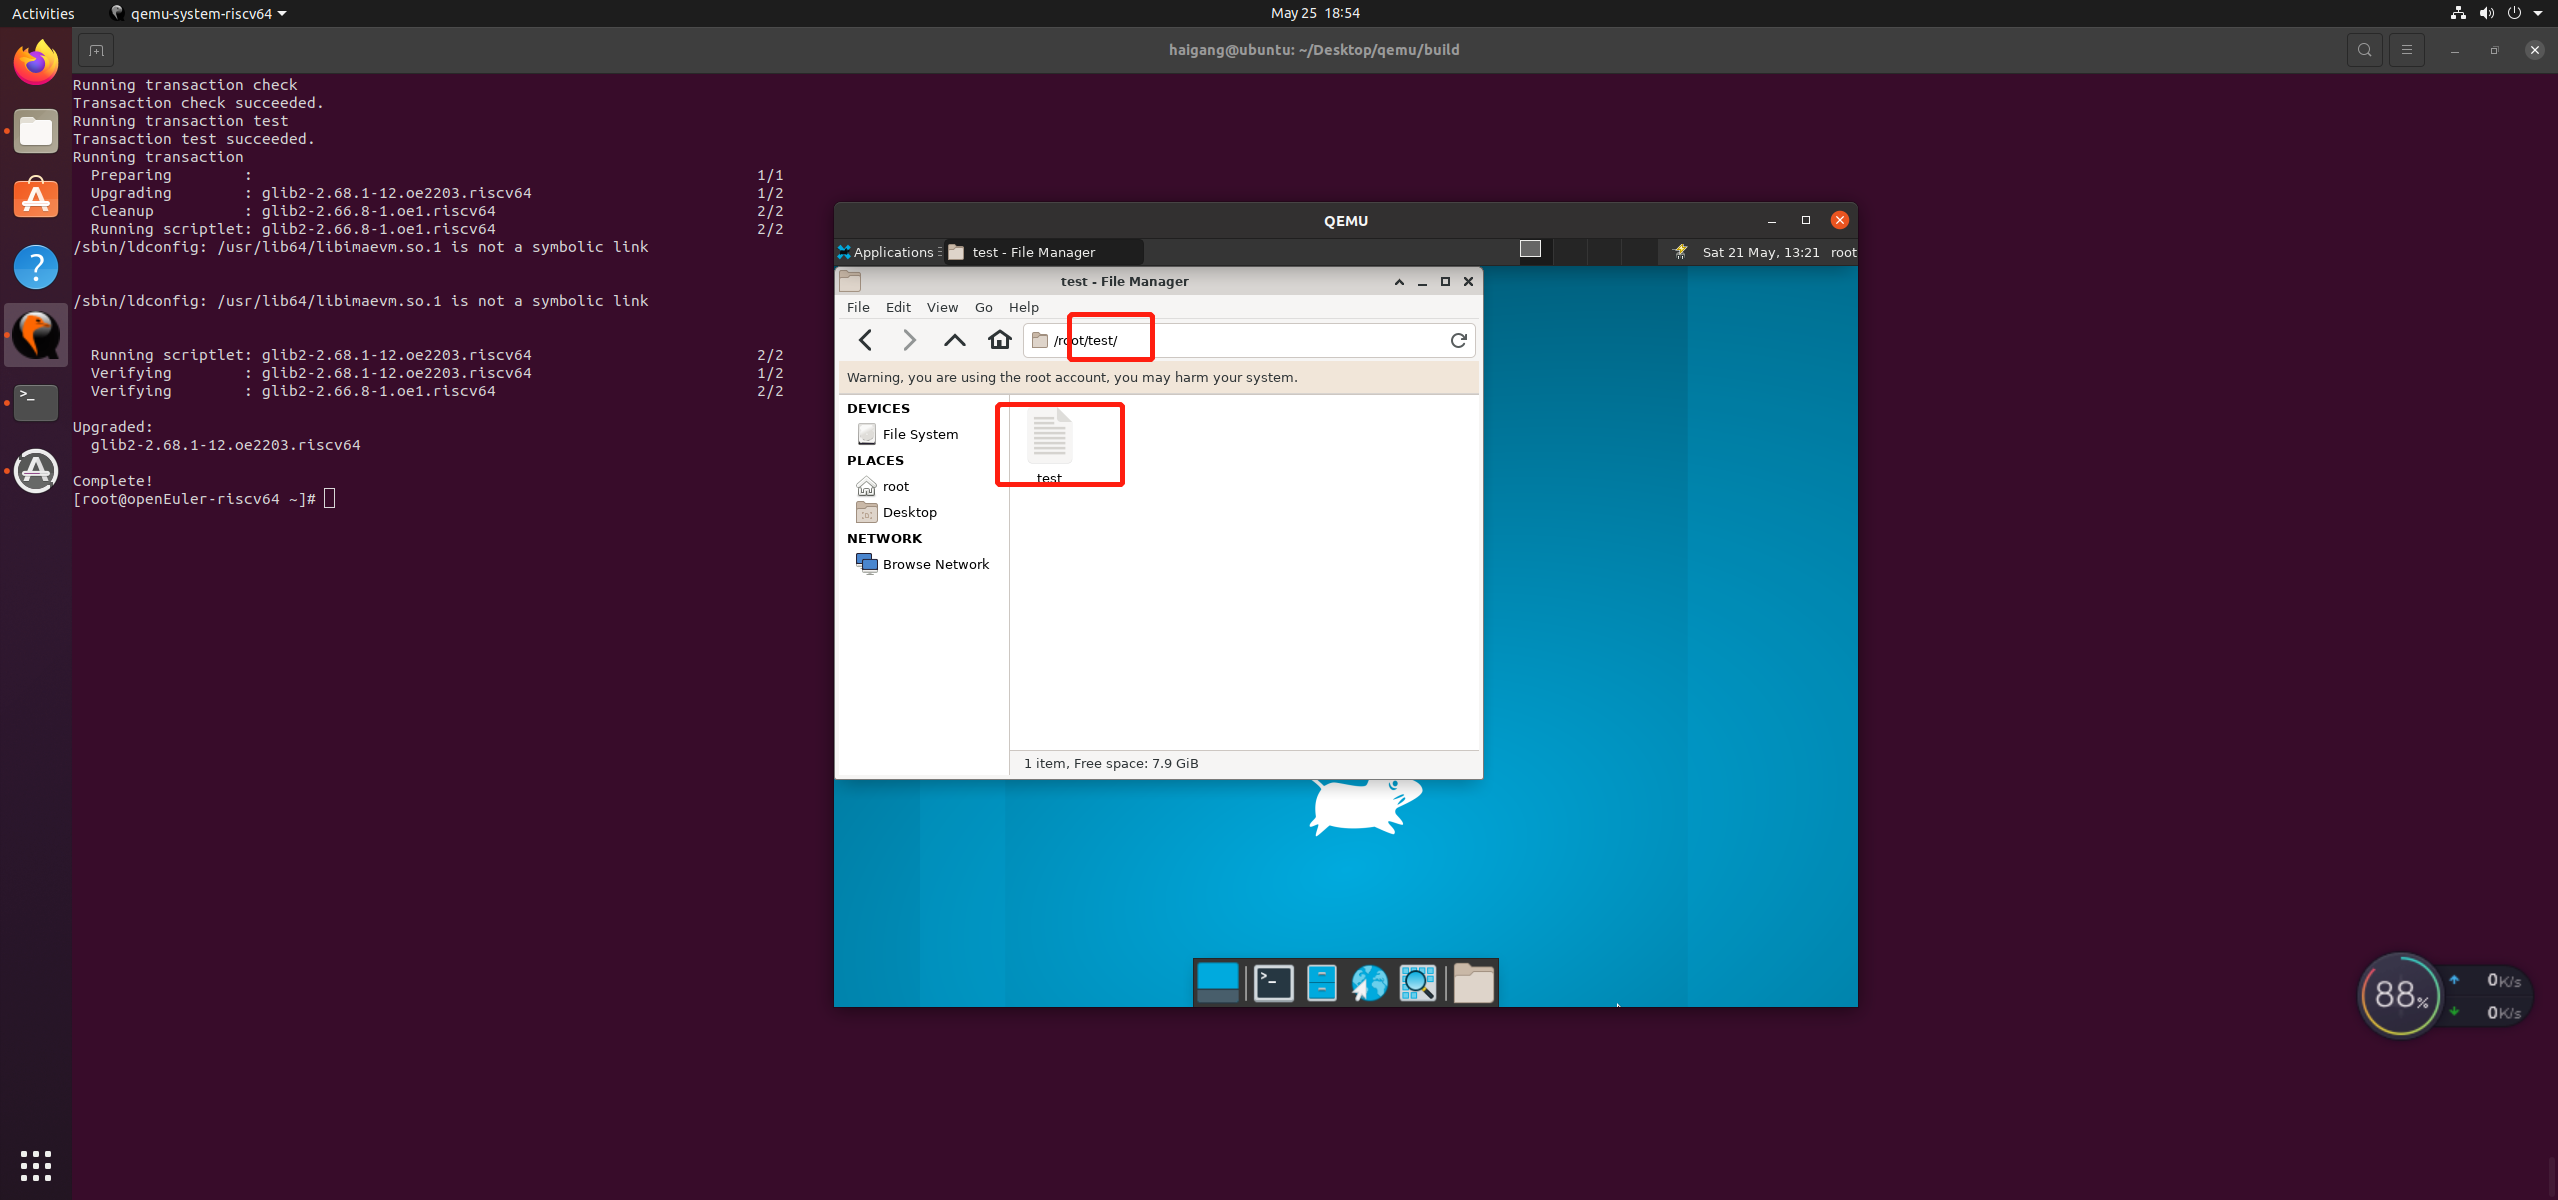 Activities
qemu-system-riscv64
May 25 18:54
haigang@ubuntu: ~/Desktop/qemu/build
Running transaction check
Transaction check succeeded.
Running transaction test
Transaction test succeeded.
Running transaction
Preparing : 1/1
Upgrading : glib2-2.68.1-12.oe2203.riscv64 1/2
Cleanup : glib2-2.66.8-1.oe1.riscv64 2/2
Running scriptlet: glib2-2.66.8-1.oe1.riscv64 2/2
/sbin/ldconfig: /usr/lib64/libimaevm.so.1 is not a symbolic link
/sbin/ldconfig: /usr/lib64/libimaevm.so.1 is not a symbolic link
Running scriptlet: glib2-2.68.1-12.oe2203.riscv64 2/2
Verifying : glib2-2.68.1-12.oe2203.riscv64 1/2
Verifying : glib2-2.66.8-1.oe1.riscv64 2/2
Upgraded:
glib2-2.68.1-12.oe2203.riscv64
Complete!
[root@openEuler-riscv64 ~]#
QEMU
Applications
test - File Manager
Sat 21 May, 13:21
root
test - File Manager
File Edit View Go Help
/root/test/
Warning, you are using the root account, you may harm your system.
DEVICES
File System
PLACES
root
Desktop
NETWORK
Browse Network
test
1 item, Free space: 7.9 GiB
88%
0K/s
0K/s